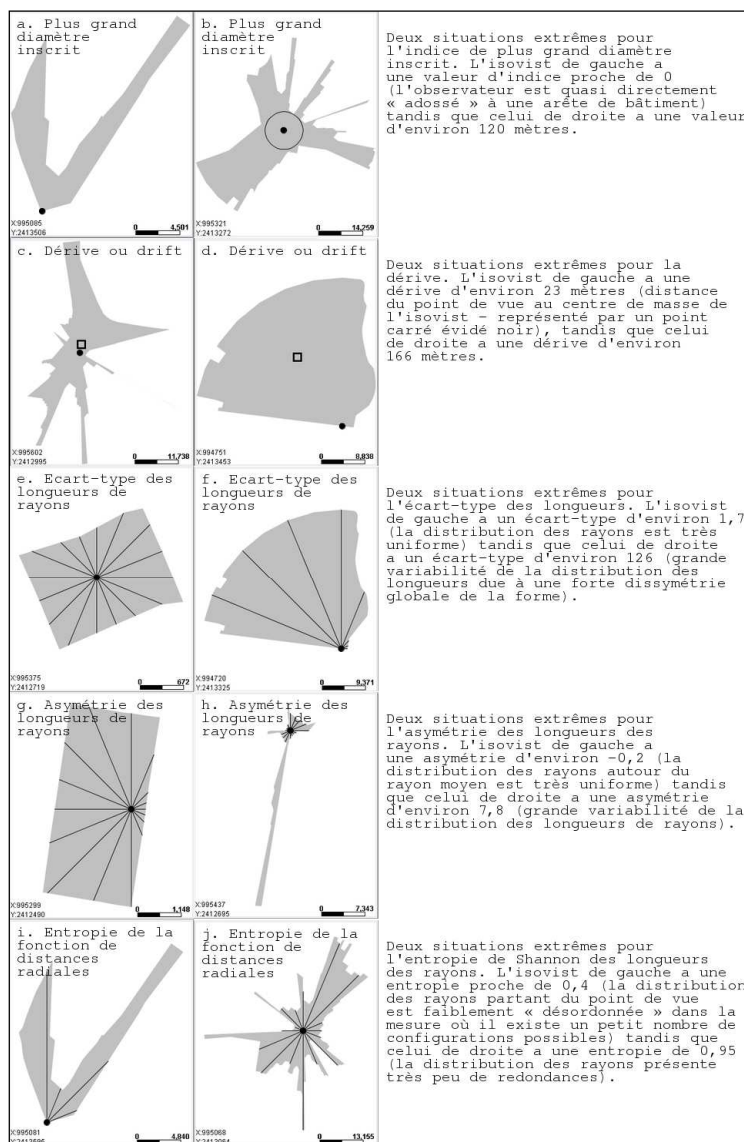 a. Plus grand
diamètre
inscrit
X:995085
Y:2413506
0 4,501
b. Plus grand
diamètre
inscrit
X:995321
Y:2413272
0 14,259
Deux situations extrêmes pour
l'indice de plus grand diamètre
inscrit. L'isovist de gauche a
une valeur d'indice proche de 0
(l'observateur est quasi directement
« adossé » à une arête de bâtiment)
tandis que celui de droite a une valeur
d'environ 120 mètres.
c. Dérive ou drift
X:995602
Y:2412995
0 11,738
d. Dérive ou drift
X:994751
Y:2413453
0 8,838
Deux situations extrêmes pour la
dérive. L'isovist de gauche a une
dérive d'environ 23 mètres (distance
du point de vue au centre de masse de
l'isovist - représenté par un point
carré évidé noir), tandis que celui
de droite a une dérive d'environ
166 mètres.
e. Ecart-type des
longueurs de
rayons
X:995375
Y:2412719
0 672
f. Ecart-type des
longueurs de
rayons
X:994720
Y:2413325
0 9,371
Deux situations extrêmes pour
l'écart-type des longueurs. L'isovist
de gauche a un écart-type d'environ 1,7
(la distribution des rayons est très
uniforme) tandis que celui de droite
a un écart-type d'environ 126 (grande
variabilité de la distribution des
longueurs due à une forte dissymétrie
globale de la forme).
g. Asymétrie des
longueurs de
rayons
X:995299
Y:2412490
0 1,148
h. Asymétrie des
longueurs de
rayons
X:995437
Y:2412695
0 7,343
Deux situations extrêmes pour
l'asymétrie des longueurs des
rayons. L'isovist de gauche a
une asymétrie d'environ -0,2 (la
distribution des rayons autour du
rayon moyen est très uniforme) tandis
que celui de droite a une asymétrie
d'environ 7,8 (grande variabilité de la
distribution des longueurs de rayons).
i. Entropie de la
fonction de
distances
radiales
X:995081
0 4,840
j. Entropie de la
fonction de
distances
radiales
X:995068
0 13,155
Deux situations extrêmes pour
l'entropie de Shannon des longueurs
des rayons. L'isovist de gauche a une
entropie proche de 0,4 (la distribution
des rayons partant du point de vue
est faiblement « désordonnée » dans la
mesure où il existe un petit nombre de
configurations possibles) tandis que
celui de droite a une entropie de 0,95
(la distribution des rayons présente
très peu de redondances).